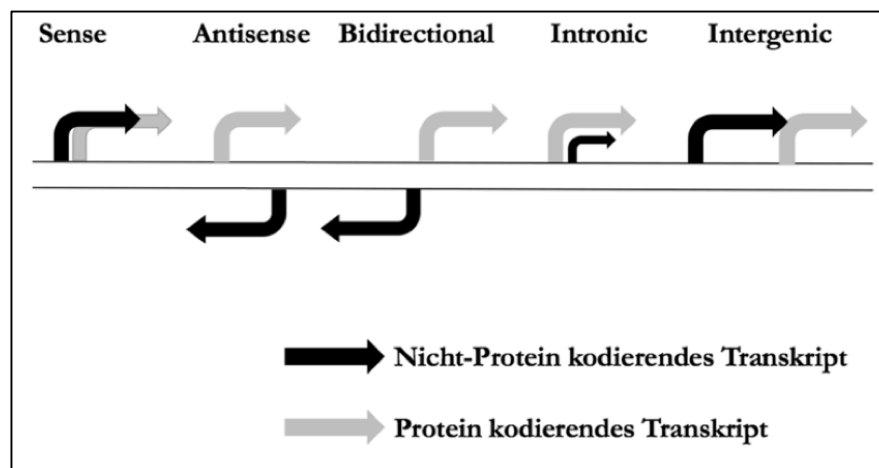 Sense Antisense Bidirectional Intronic Intergenic
Nicht-Protein kodierendes Transkript
Protein kodierendes Transkript